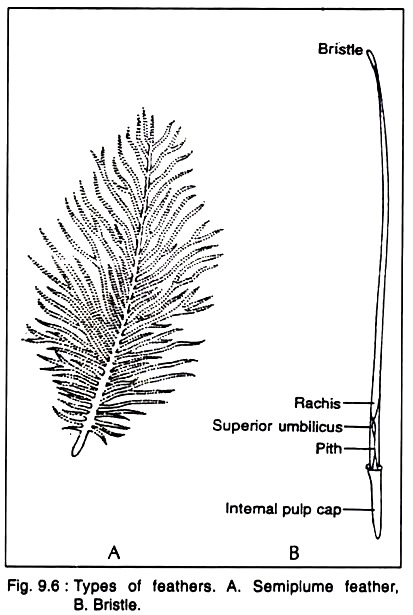 Bristle
Rachis
Superior umbilicus
Pith
Internal pulp cap
A
B
Fig. 9.6 : Types of feathers. A. Semiplume feather,
B. Bristle.